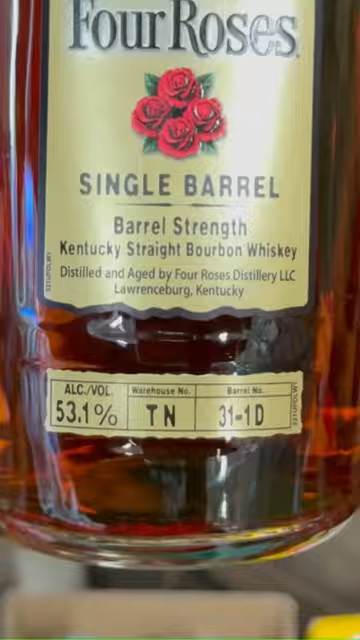 Four Roses
SINGLE BARREL
Barrel Strength
Kentucky Straight Bourbon Whiskey
Distilled and Aged by Four Roses Distillery LLC
Lawrenceburg, Kentucky
ALC./VOL. Warehouse No. Barrel No.
53.1% TN 31-1D